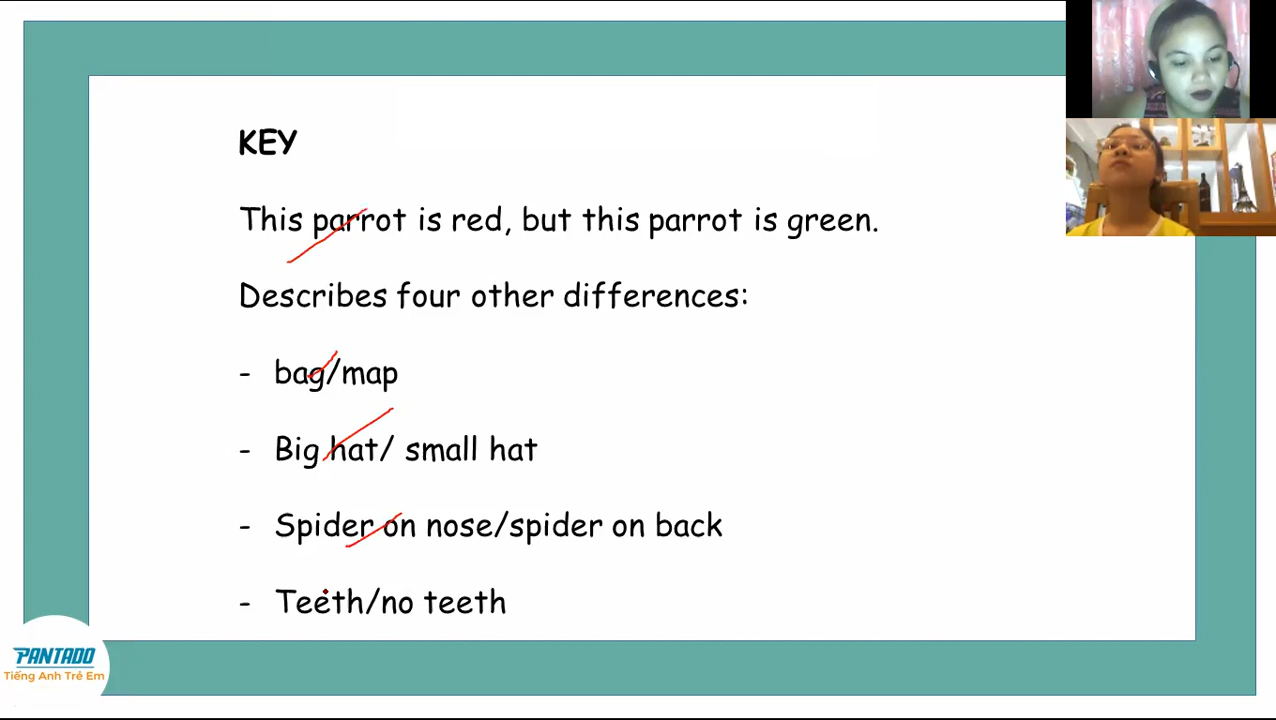 KEY
This parrot is red, but this parrot is green.
Describes four other differences:
- bag/map
- Big hat/ small hat
- Spider on nose/spider on back
- Teeth/no teeth
PANTADO
Tiếng Anh Trẻ Em